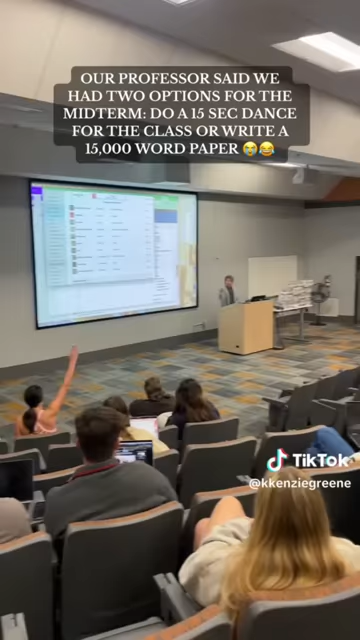 OUR PROFESSOR SAID WE
HAD TWO OPTIONS FOR THE
MIDTERM: DO A 15 SEC DANCE
FOR THE CLASS OR WRITE A
15,000 WORD PAPER 😭😂
TikTok
@kkenziegreene